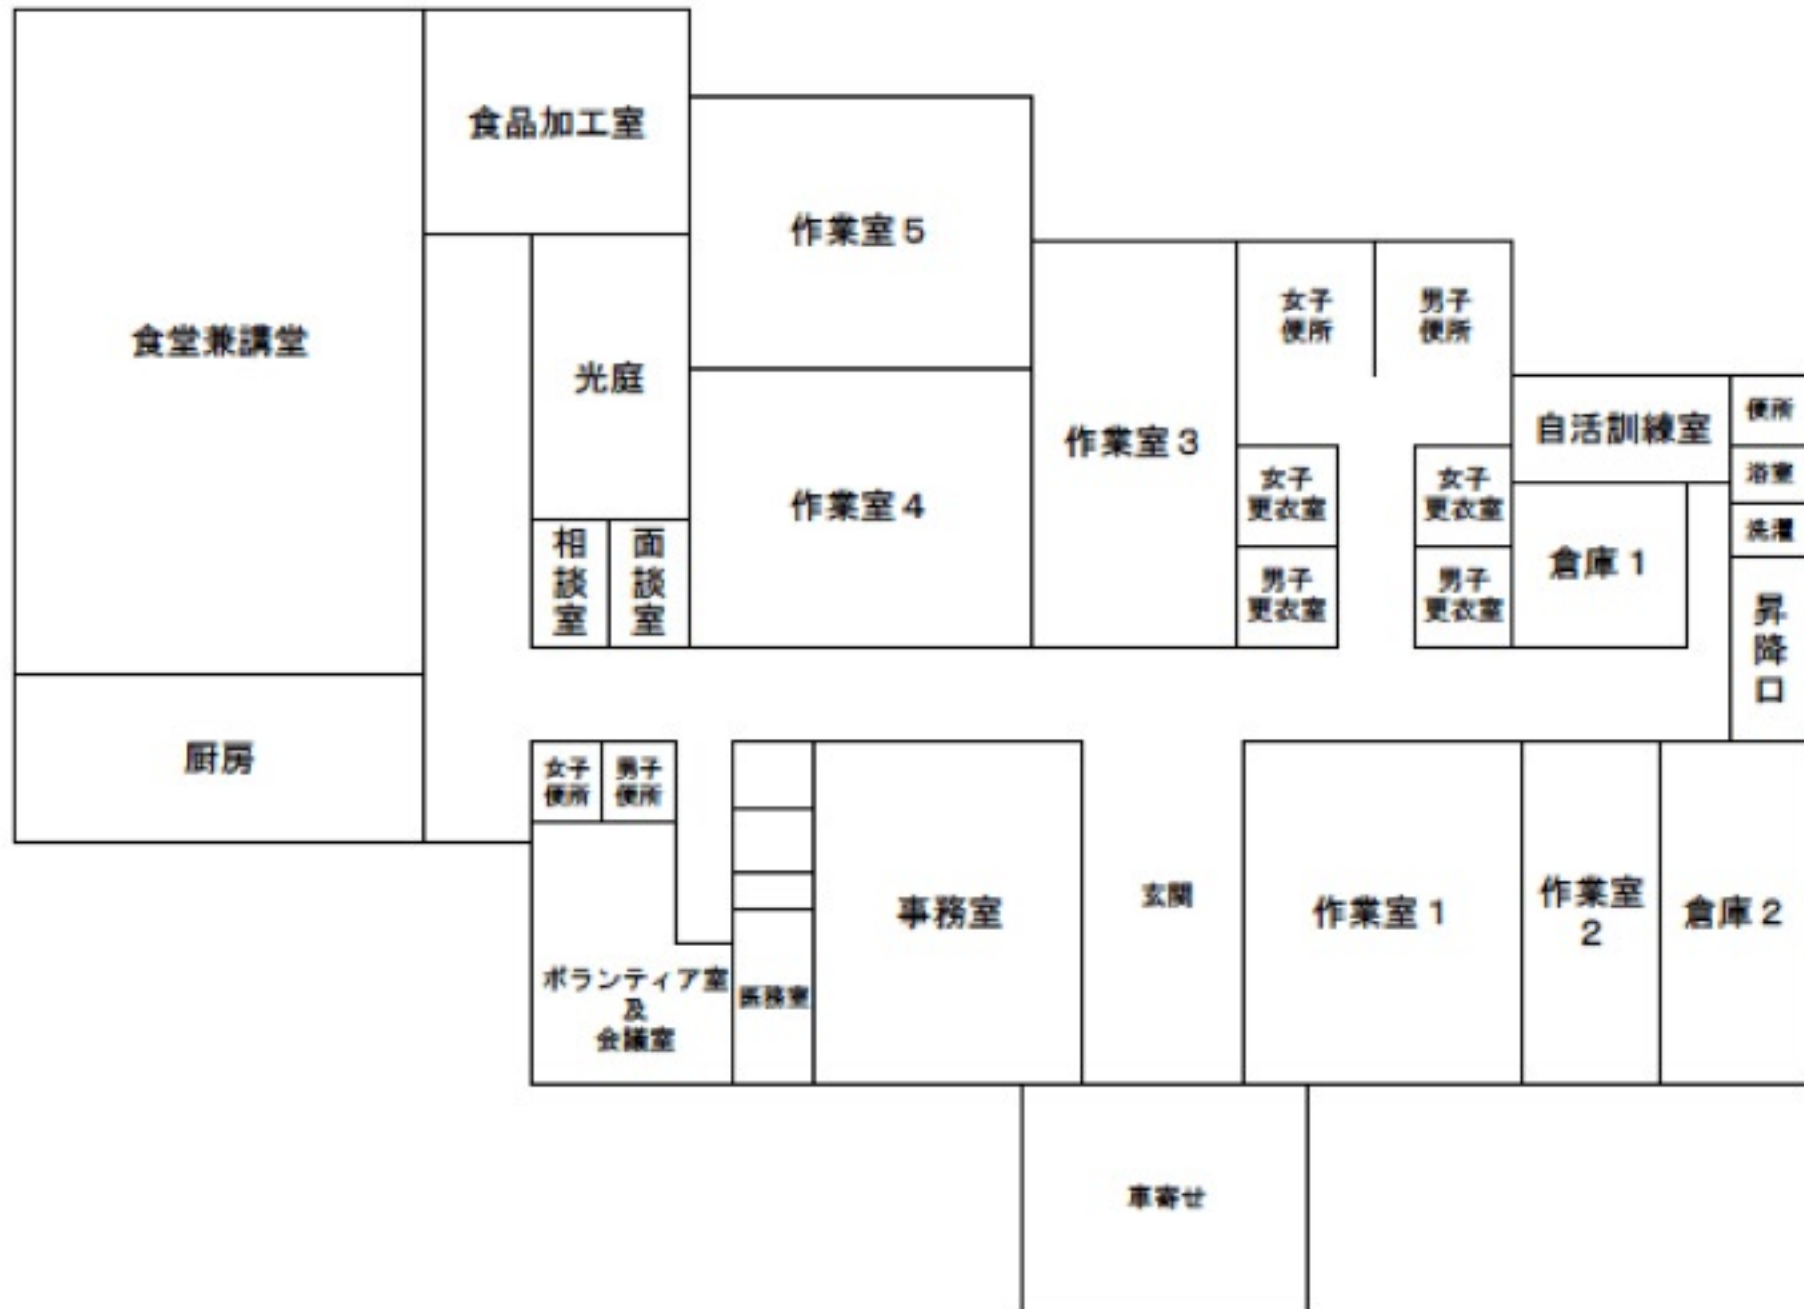 食品加工室
作業室５
食堂兼講堂
光庭
作業室４
作業室３
女子
便所
男子
便所
自活訓練室
便所
浴室
洗濯
女子
更衣室
女子
更衣室
男子
更衣室
男子
更衣室
倉庫１
昇降口
相談室
面談室
厨房
女子
便所
男子
便所
ボランティア室
及
会議室
医務室
事務室
玄関
作業室１
作業室
２
倉庫２
車寄せ